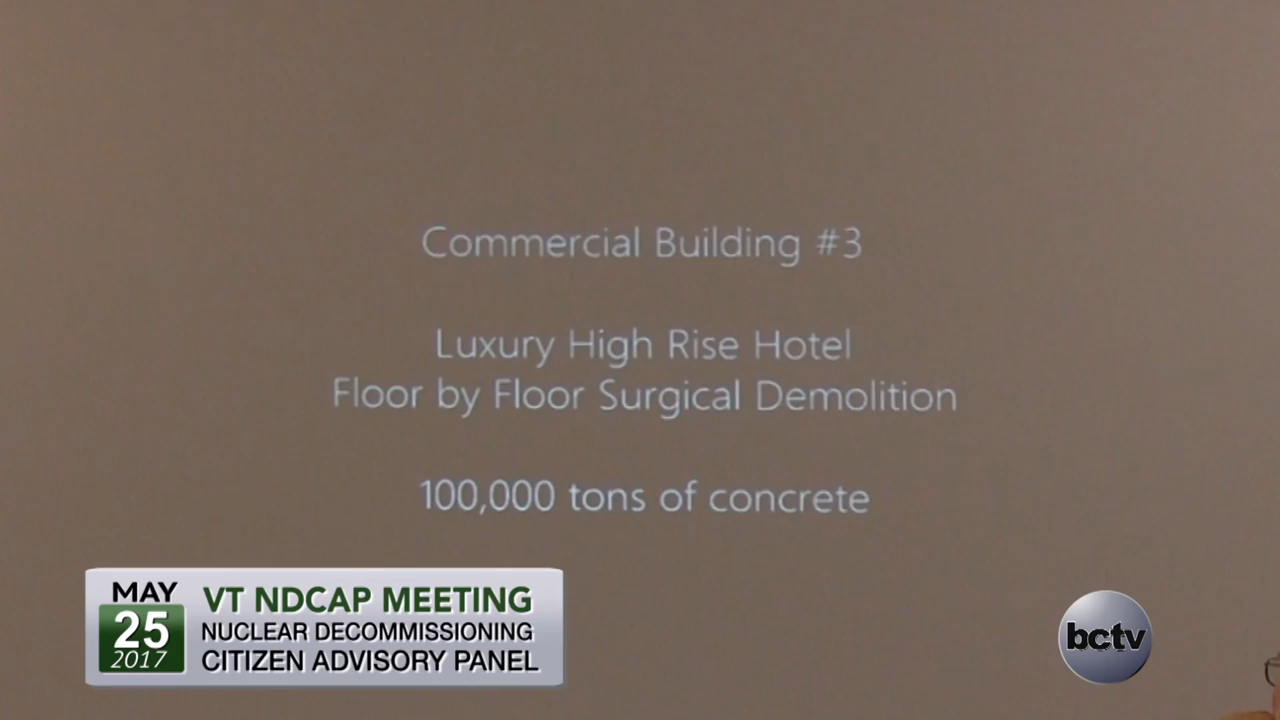 Commercial Building #3
Luxury High Rise Hotel
Floor by Floor Surgical Demolition
100,000 tons of concrete
MAY
25
2017
VT NDCAP MEETING
NUCLEAR DECOMMISSIONING
CITIZEN ADVISORY PANEL
bctv